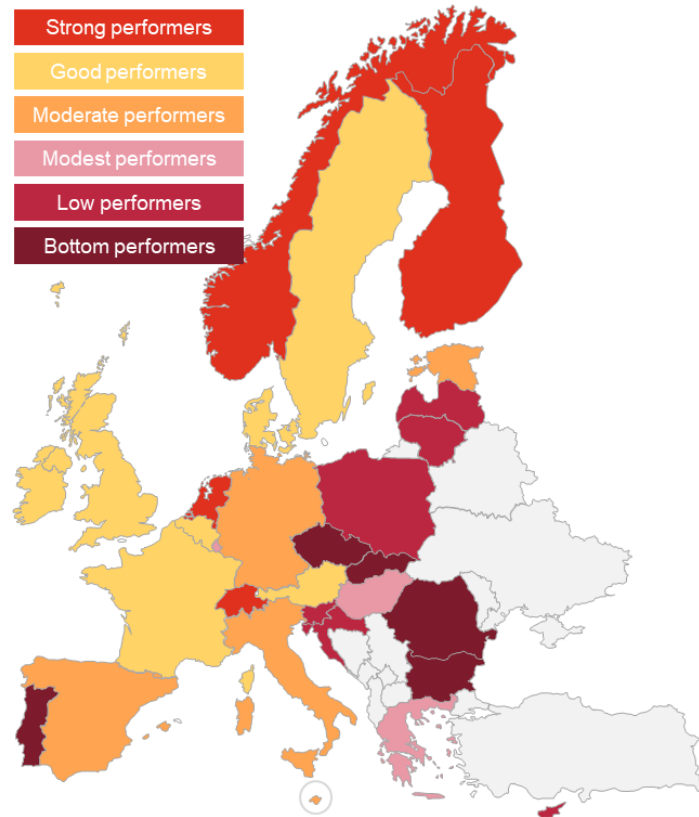 Strong performers
Good performers
Moderate performers
Modest performers
Low performers
Bottom performers